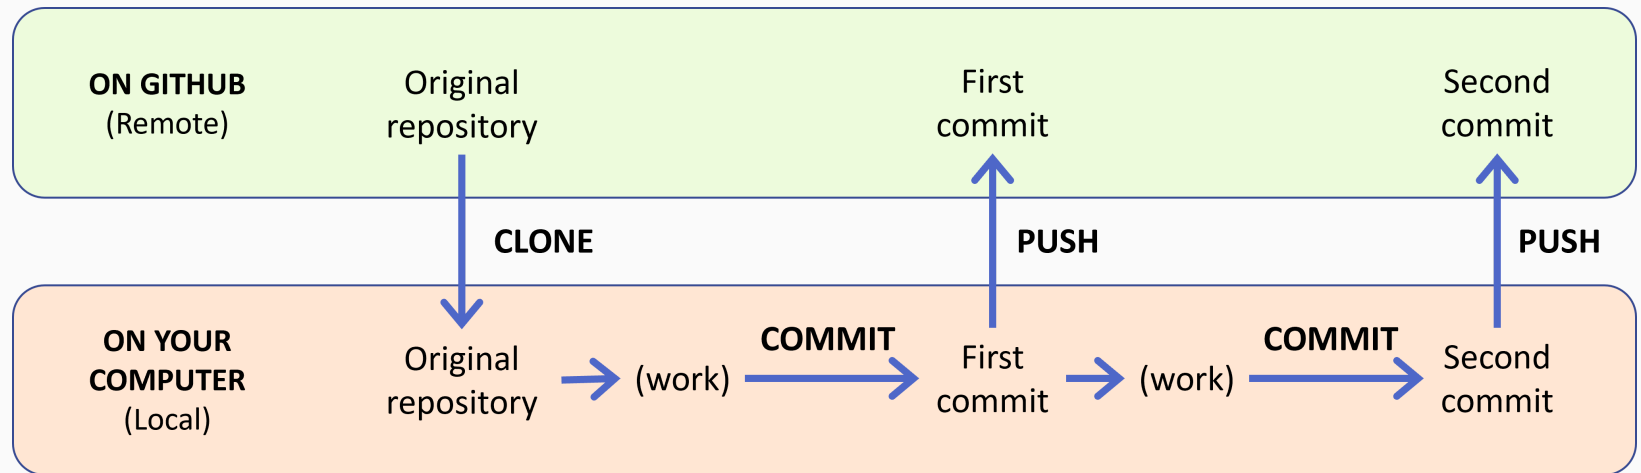 ON GITHUB
(Remote)
Original
repository
First
commit
Second
commit
CLONE
PUSH
PUSH
ON YOUR
COMPUTER
(Local)
Original
repository
(work)
COMMIT
First
commit
(work)
COMMIT
Second
commit